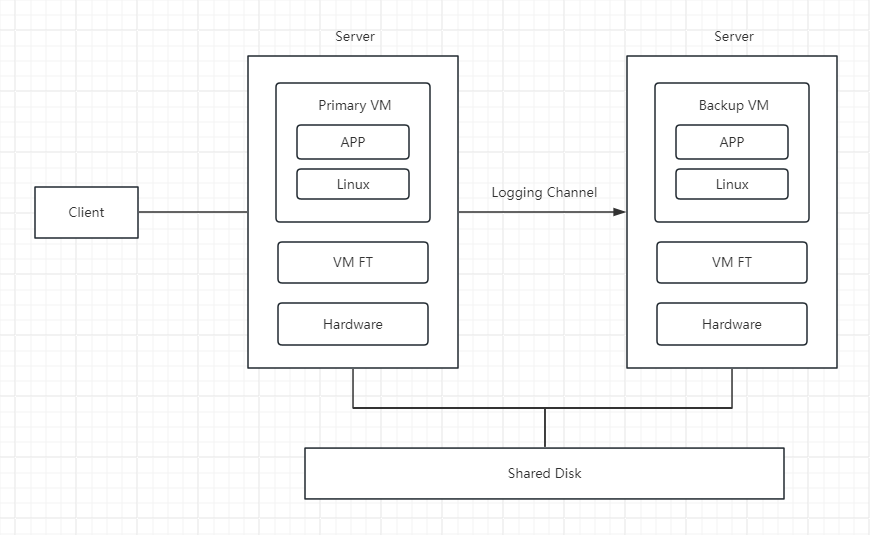 Server
Server
Primary VM
APP
Linux
VM FT
Hardware
Client
Logging Channel
Backup VM
APP
Linux
VM FT
Hardware
Shared Disk